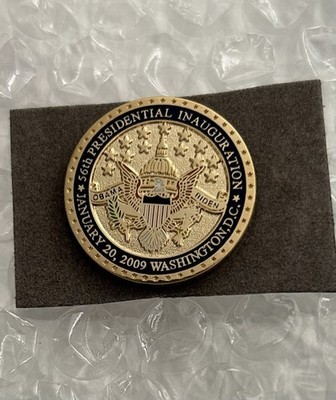 56th PRESIDENTIAL INAUGURATION
OBAMA
BIDEN
JANUARY 20, 2009 WASHINGTON, D.C.